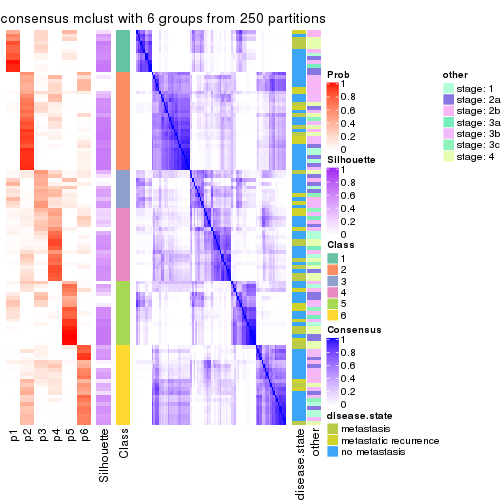 consensus mclust with 6 groups from 250 partitions
p1
p2
p3
p4
p5
p6
Silhouette
Class
disease.state
other
Prob
1
0.8
0.6
0.4
0.2
0
Silhouette
1
0.8
0.6
0.4
0.2
0
Class
1
2
3
4
5
6
Consensus
1
0.8
0.6
0.4
0.2
0
disease.state
metastasis
metastatic recurrence
no metastasis
other
stage: 1
stage: 2a
stage: 2b
stage: 3a
stage: 3b
stage: 3c
stage: 4